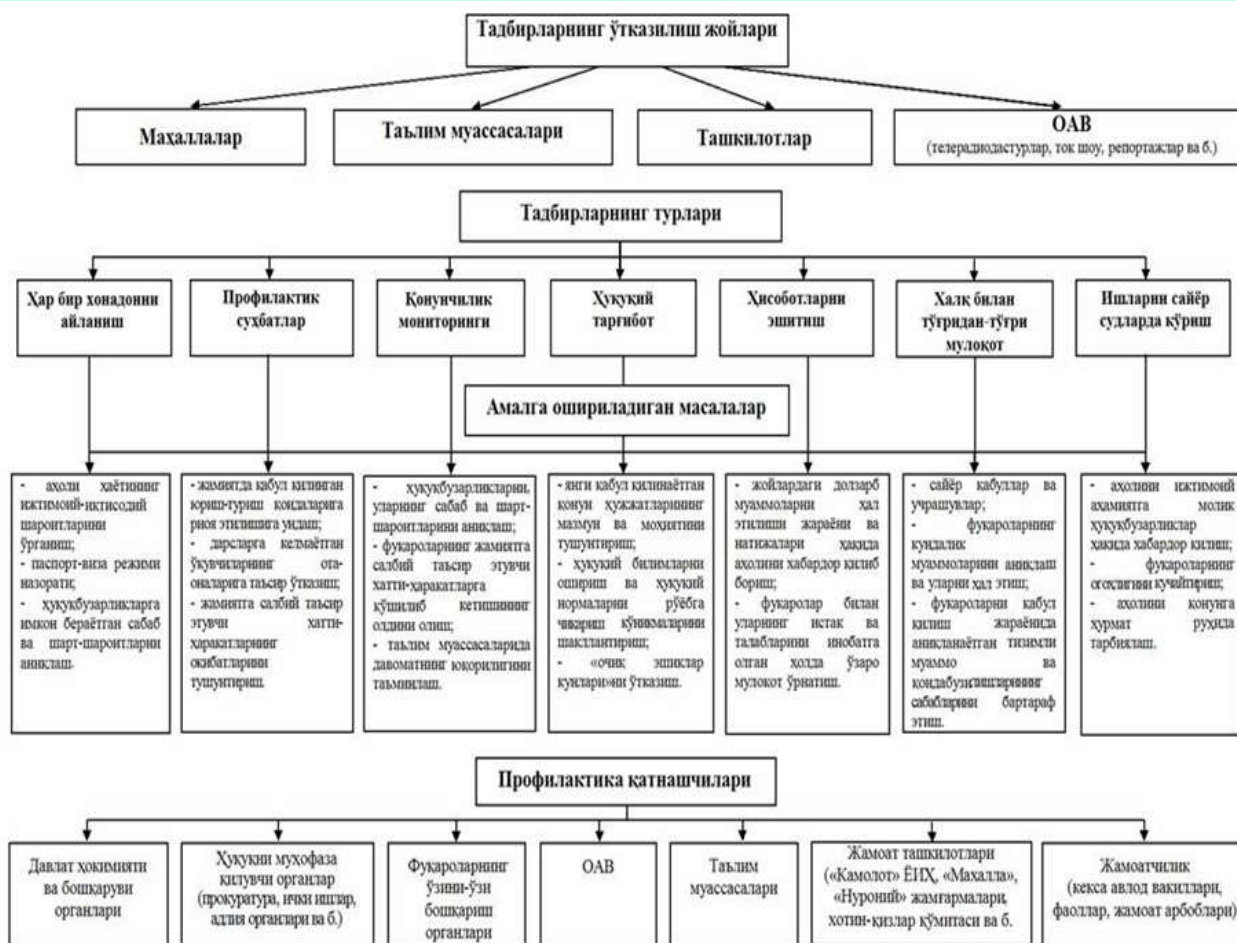 Тадбирларнинг ўтказилиш жойлари
Маҳаллалар
Таълим муассасалари
Ташкилотлар
ОАВ
(телерадиодастурлар, ток шоу, репортажлар ва б.)
Тадбирларнинг турлари
Ҳар бир хонадонни
айланиш
Профилактик
суҳбатлар
Қонунчилик
мониторинги
Ҳуқуқий
тарғибот
Ҳисоботларни
эшитиш
Халқ билан
тўғридан-тўғри
мулоқот
Ишларни сайёр
судларда кўриш
Амалга ошириладиган масалалар
- аҳоли ҳаётининг
ижтимоий-иқтисодий
шароитларини
ўрганиш;
- паспорт-виза режими
назорати;
- ҳуқуқбузарликларга
имкон бераётган сабаб
ва шарт-шароитларни
аниқлаш.
- жамиятда қабул қилинган
юриш-туриш қоидаларига
риоя этилишига ундаш;
- дарсларга келмаётган
ўқувчиларнинг ота-
оналарига таъсир ўтказиш;
- жамиятга салбий таъсир
этувчи хатти-
ҳаракатларнинг
оқибатларини
тушунтириш.
- ҳуқуқбузарликларни,
уларнинг сабаб ва шарт-
шароитларни аниқлаш;
- фуқароларнинг жамиятга
салбий таъсир этувчи
хатти-ҳаракатларга
қўшилиб кетишининг
олдини олиш;
- таълим муассасаларида
давоматнинг юқорилигини
таъминлаш.
- янги қабул қилинаётган
қонун ҳужжатларининг
мазмун ва моҳиятини
тушунтириш;
- ҳуқуқий билимларни
ошириш ва ҳуқуқий
нормаларни рўёбга
чиқариш кўникмаларини
шакллантириш;
- «очиқ эшиклар
кунлари»ни ўтказиш.
- жойлардаги долзарб
муаммоларни ҳал
этилиши жараёни ва
натижалари ҳақида
аҳолини хабардор қилиб
бориш;
- фуқаролар билан
уларнинг истак ва
талабларини инобатга
олган ҳолда ўзаро
мулоқот ўрнатиш.
- сайёр қабуллар ва
учрашувлар;
- фуқароларнинг
кундалик
муаммоларини аниқлаш
ва уларни ҳал этиш;
- фуқароларни қабул
қилиш жараёнида
аниқланаётган тизимли
муаммо ва
қоидабузилишларининг
сабабларини бартараф
этиш.
- аҳолини ижтимоий
аҳамиятга молик
ҳуқуқбузарликлар
ҳақида хабардор қилиш;
- фуқароларнинг
огоҳлигини кучайтириш;
- аҳолини қонунга
ҳурмат руҳида
тарбиялаш.
Профилактика қатнашчилари
Давлат ҳокимияти
ва бошқаруви
органлари
Ҳуқуқни муҳофаза
қилувчи органлар
(прокуратура, ички ишлар,
адлия органлари ва б.)
Фуқароларнинг
ўзини-ўзи
бошқариш
органлари
ОАВ
Таълим
муассасалари
Жамоат ташкилотлари
(«Камолот» ЁИҲ, «Маҳалла»,
«Нуроний» жамғармалари,
хотин-қизлар қўмитаси ва б.
Жамоатчилик
(кекса авлод вакиллари,
фаоллар, жамоат арбоблари)